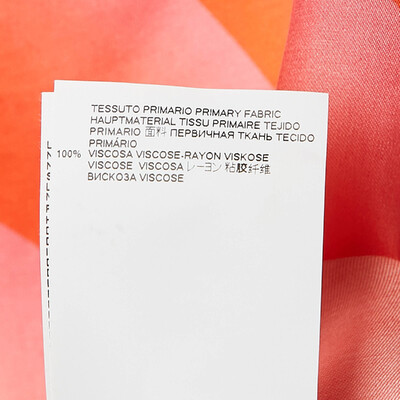 TESSUTO PRIMARIO PRIMARY FABRIC
HAUPTMATERIAL TISSU PRIMAIRE TEJIDO
PRIMARIO 面料 ПЕРВИЧНАЯ ТКАНЬ TECIDO
PRIMÁRIO
100% VISCOSA VISCOSE-RAYON VISKOSE
VISCOSE VISCOSA レーヨン 粘胶纤维
ВИСКОЗА VISCOSE